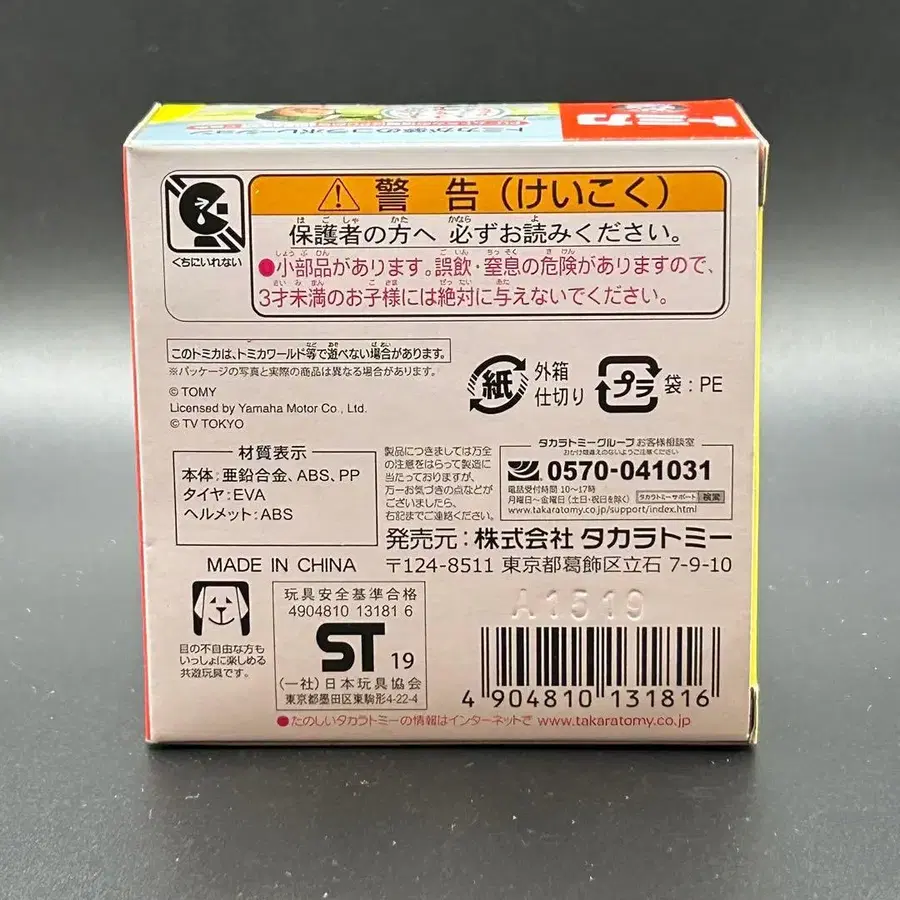 トミカ
くちにいれない
警 告 (けいこく)
保護者の方へ 必ずお読みください。
●小部品があります。誤飲・窒息の危険がありますので、
3才未満のお子様には絶対に与えないでください。
このトミカは、トミカワールド等で遊べない場合があります。
※パッケージの写真と実際の商品は異なる場合があります。
© TOMY
Licensed by Yamaha Motor Co., Ltd.
© TV TOKYO
紙
外箱
仕切り
プラ
袋:PE
材質表示
本体:亜鉛合金、ABS、PP
タイヤ:EVA
ヘルメット:ABS
製品につきましては万全
の注意をはらって製造に
当たっておりますが、
万一お気づきの点などが
ございましたら、
右記までご連絡ください。
タカラトミーグループ お客様相談室
おかけ間違えのないようご注意ください
0570-041031
電話受付時間 10〜17時
月曜日〜金曜日(土日・祝日を除く)
タカラトミーサポート 検索
www.takaratomy.co.jp/support/index.html
発売元:株式会社 タカラトミー
〒124-8511 東京都葛飾区立石 7-9-10
MADE IN CHINA
目の不自由な方も
いっしょに楽しめる
共遊玩具です。
玩具安全基準合格
4904810 13181 6
ST 19
(一社)日本玩具協会
東京都墨田区東駒形4-22-4
A1519
4 904810 131816
●たのしいタカラトミーの情報はインターネットで www.takaratomy.co.jp